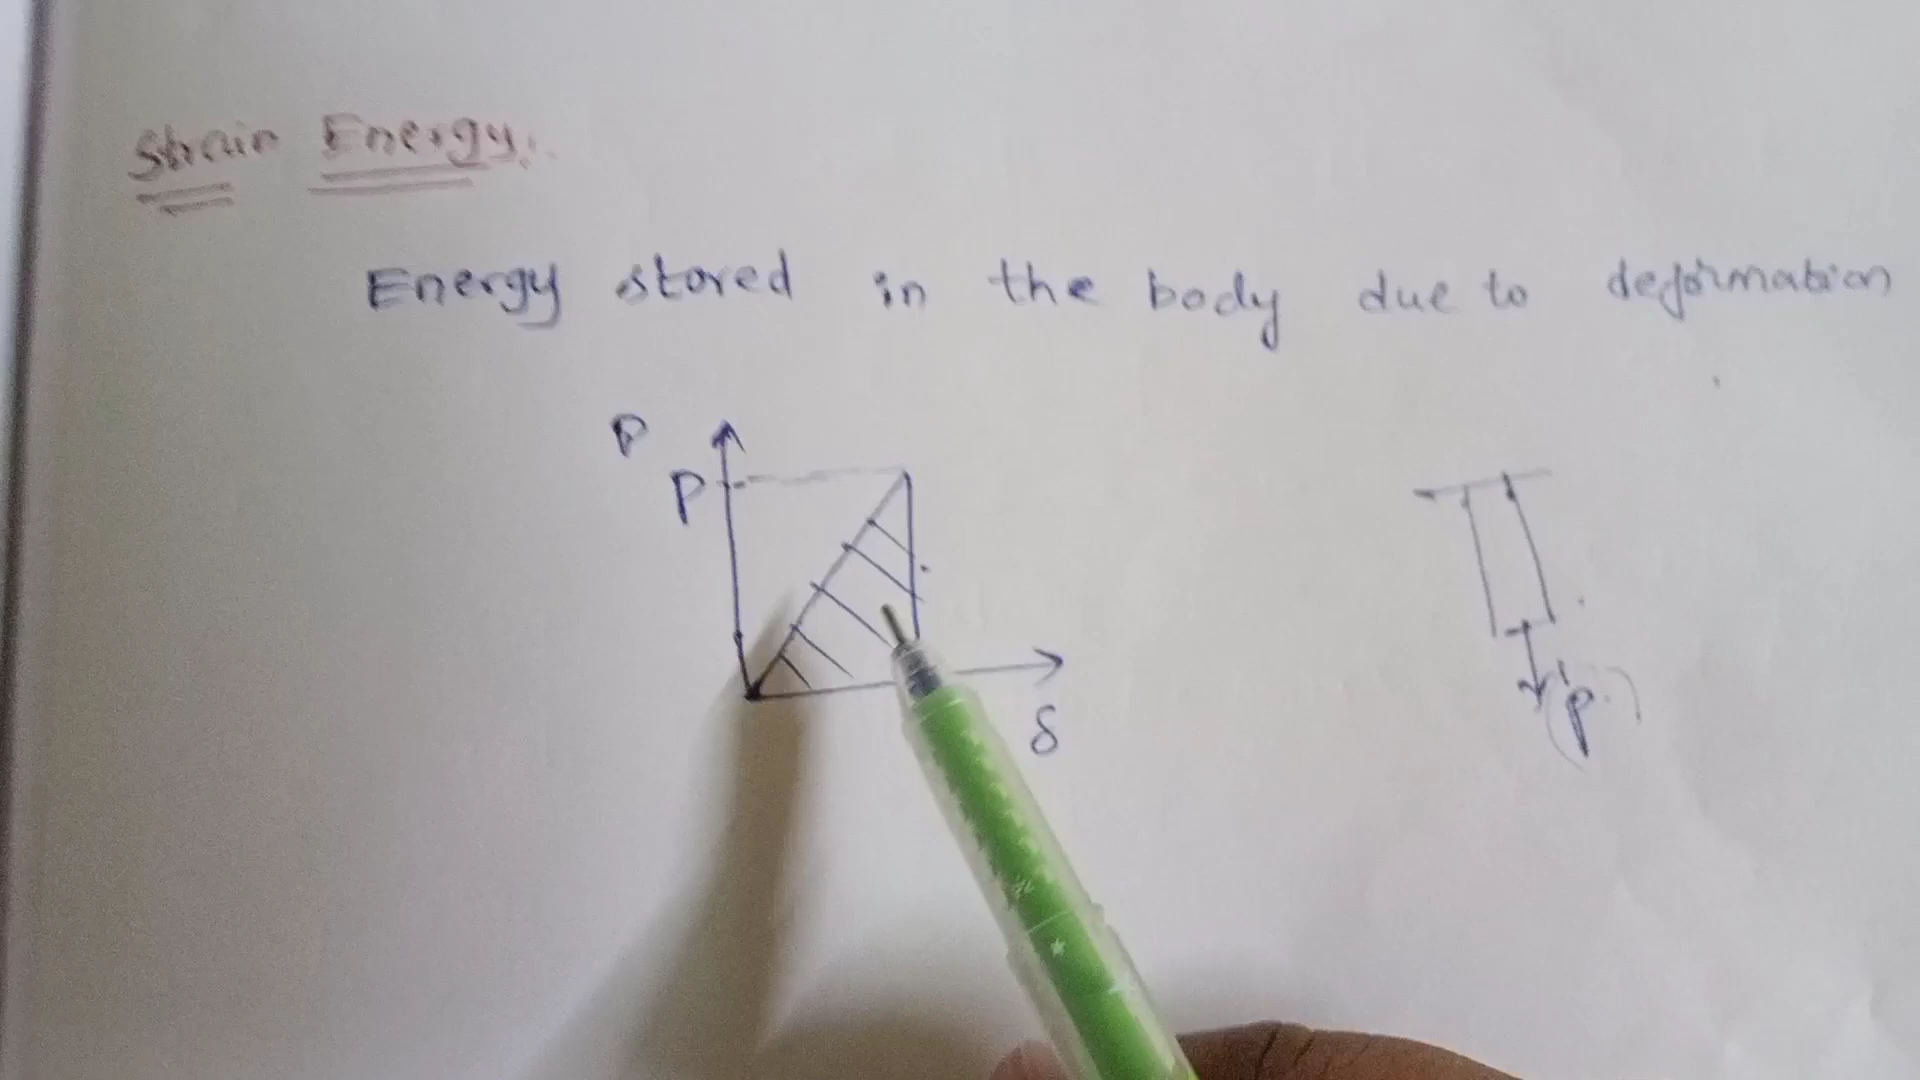 Strain Energy.
Energy stored in the body due to deformation
P
P
δ
P